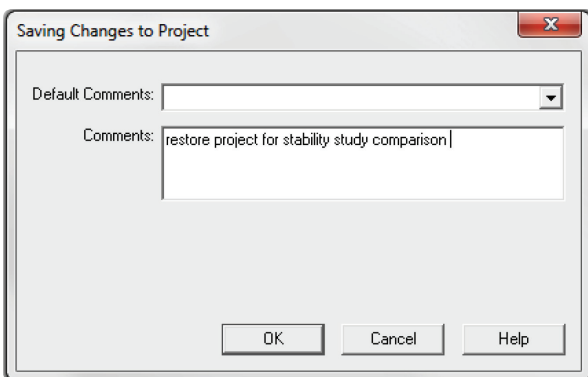 Saving Changes to Project
Default Comments:
Comments: restore project for stability study comparison
OK Cancel Help